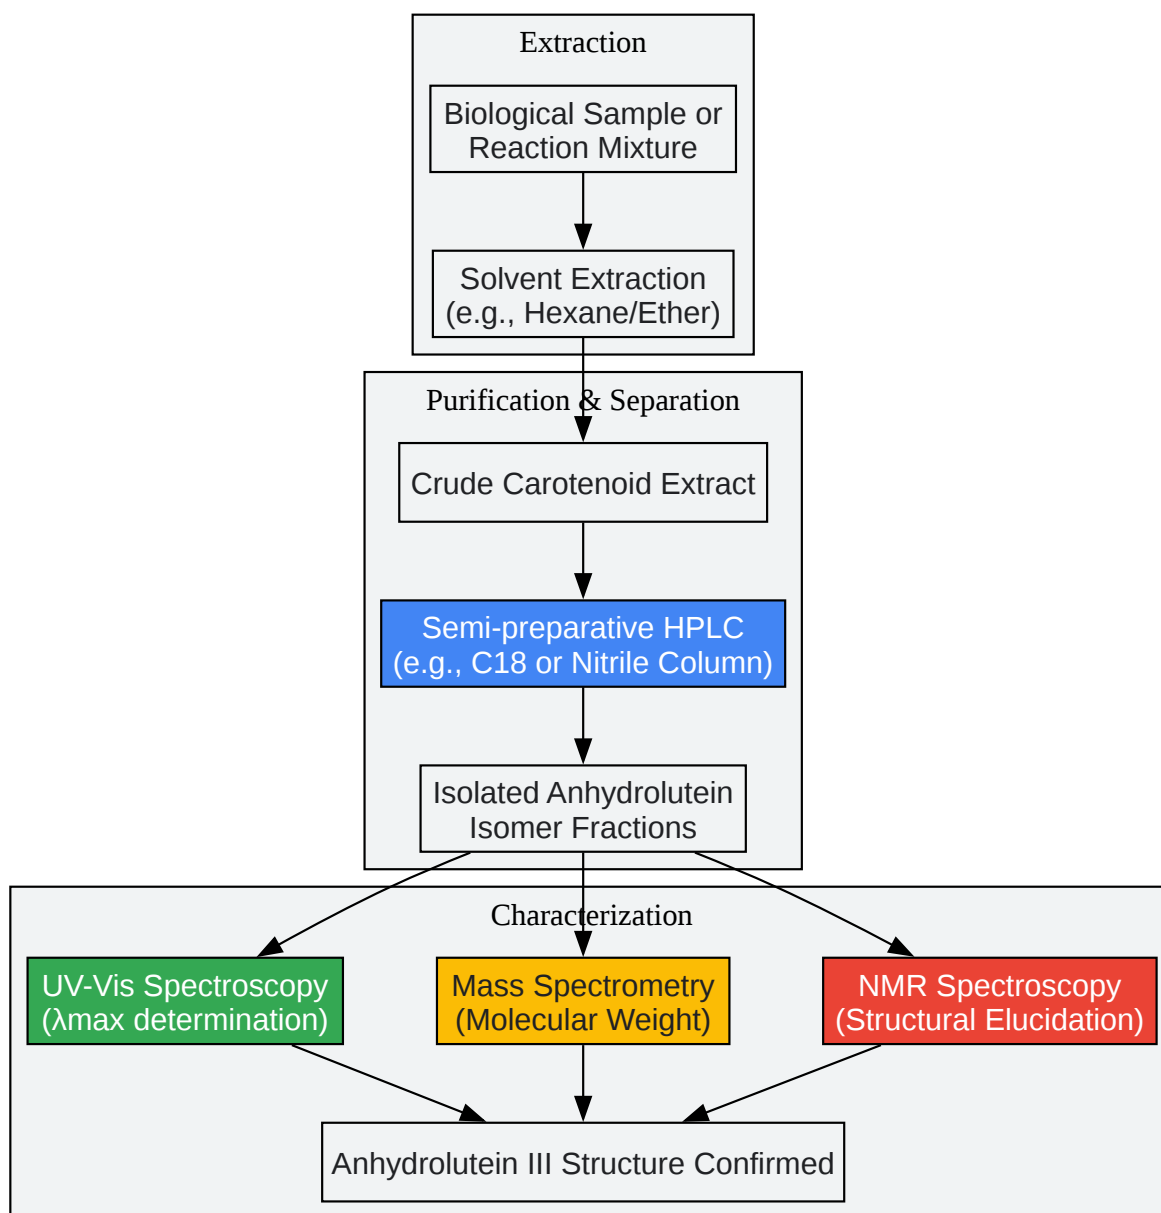 Extraction
Biological Sample or
Reaction Mixture
Solvent Extraction
(e.g., Hexane/Ether)
Purification & Separation
Crude Carotenoid Extract
Semi-preparative HPLC
(e.g., C18 or Nitrile Column)
Isolated Anhydrolutein
Isomer Fractions
Characterization
UV-Vis Spectroscopy
(λmax determination)
Mass Spectrometry
(Molecular Weight)
NMR Spectroscopy
(Structural Elucidation)
Anhydrolutein III Structure Confirmed